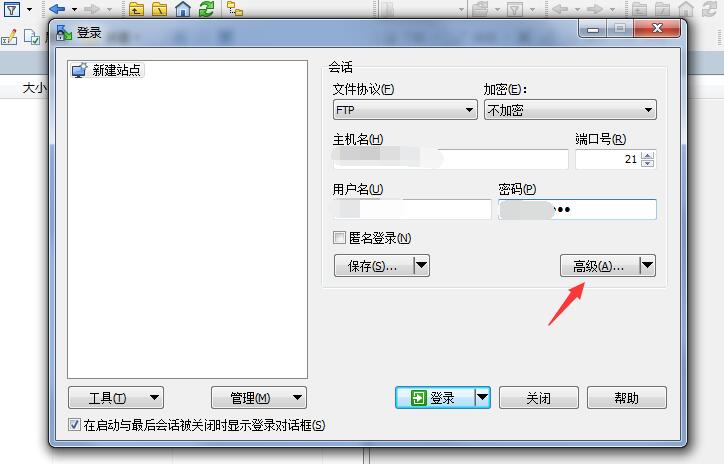 登录
大小
新建站点
会话
文件协议(F)
加密(E):
FTP
不加密
主机名(H)
端口号(R)
21
用户名(U)
密码(P)
匿名登录(N)
保存(S)...
高级(A)...
工具(T)
管理(M)
登录
关闭
帮助
在启动与最后会话被关闭时显示登录对话框(S)